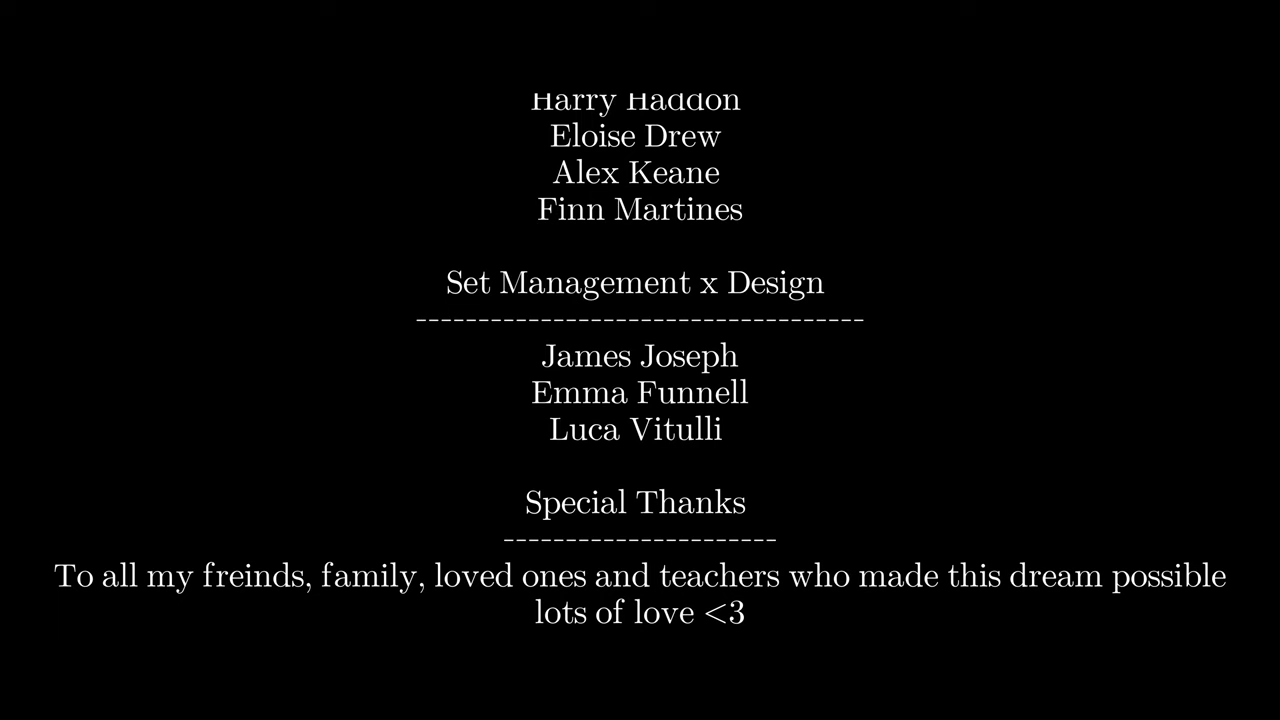 Harry Haddon
Eloise Drew
Alex Keane
Finn Martines
Set Management x Design
------------------------------------
James Joseph
Emma Funnell
Luca Vitulli
Special Thanks
----------------------
To all my freinds, family, loved ones and teachers who made this dream possible
lots of love <3